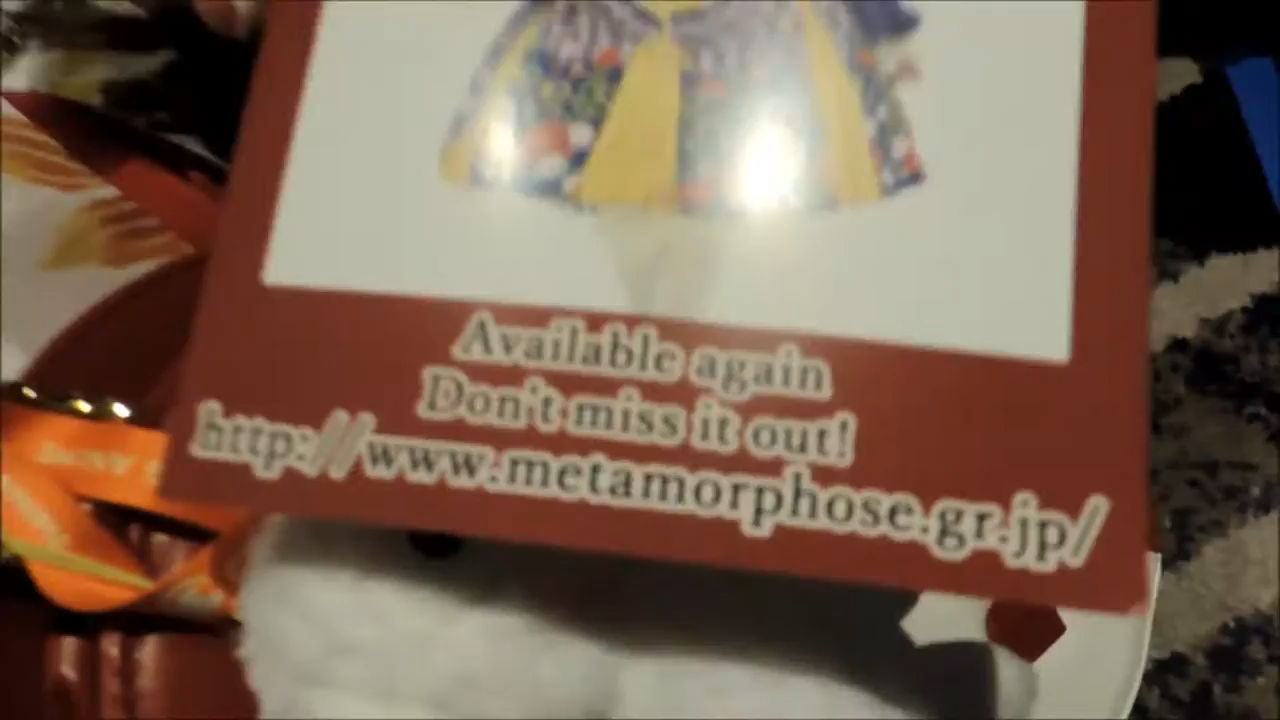 Available again
Don't miss it out!
http://www.metamorphose.gr.jp/